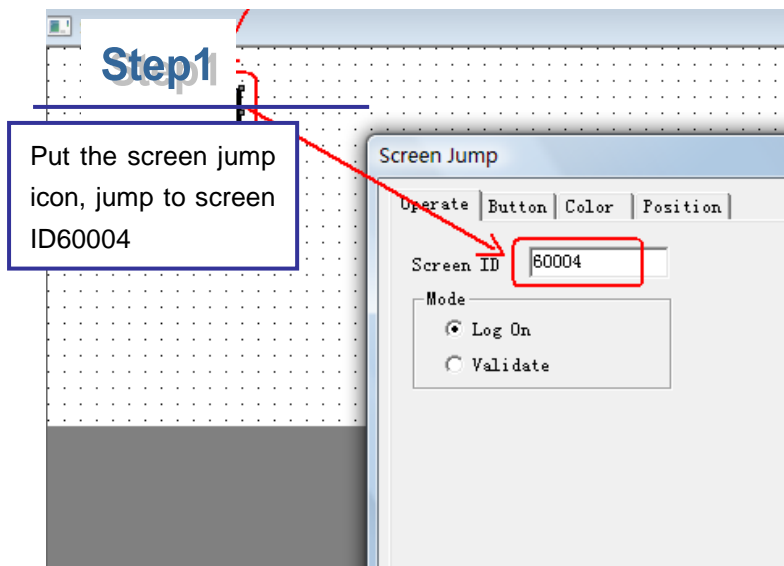 Step1
Put the screen jump
icon, jump to screen
ID60004
Screen Jump
Operate Button Color Position
Screen ID 60004
Mode
Log On
Validate